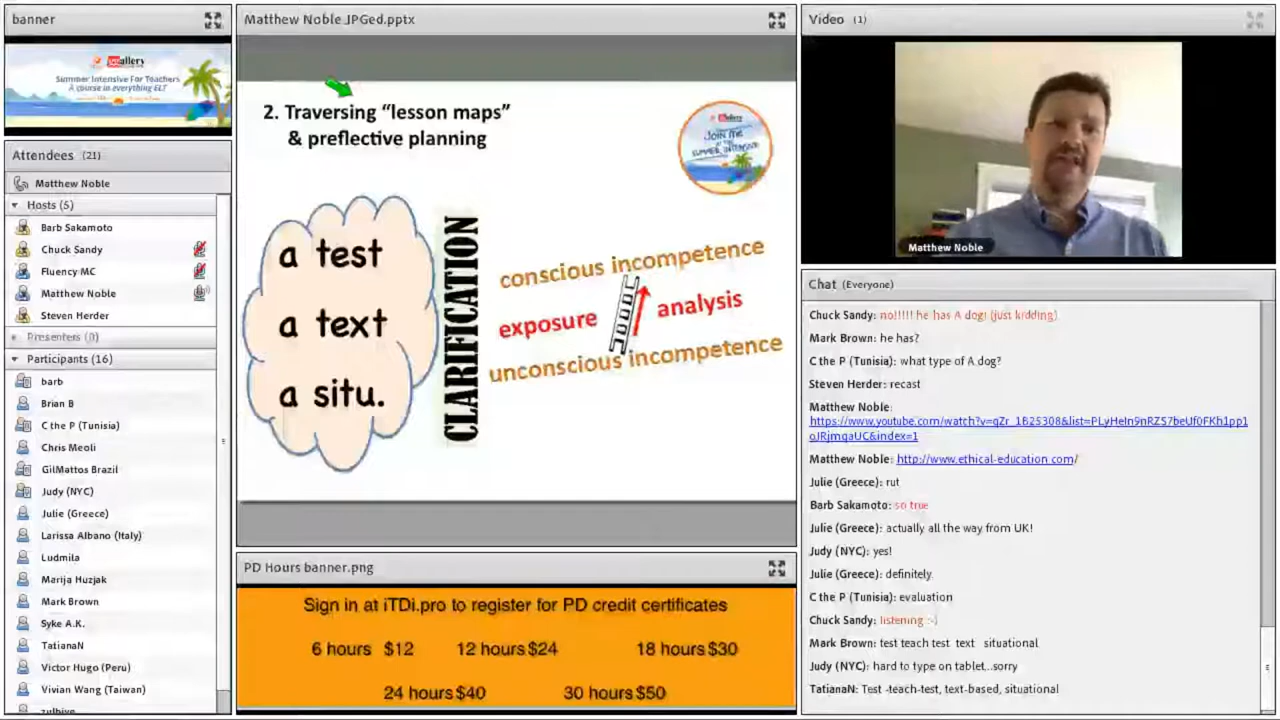 banner
Summer Intensive For Teachers
A course in everything ELT
Attendees (21)
Matthew Noble
Hosts (5)
Barb Sakamoto
Chuck Sandy
Fluency MC
Matthew Noble
Steven Herder
Presenters (0)
Participants (16)
barb
Brian B
C the P (Tunisia)
Chris Meoli
GilMattos Brazil
Judy (NYC)
Julie (Greece)
Larissa Albano (Italy)
Ludmila
Marija Huzjak
Mark Brown
Syke A.K.
TatianaN
Victor Hugo (Peru)
Vivian Wang (Taiwan)
Matthew Noble JPGed.pptx
2. Traversing “lesson maps”
& preflective planning
JOIN ME
SUMMER INTENSIVE
a test
a text
a situ.
CLARIFICATION
conscious incompetence
exposure analysis
unconscious incompetence
PD Hours banner.png
Sign in at iTDi.pro to register for PD credit certificates
6 hours $12 12 hours $24 18 hours $30
24 hours $40 30 hours $50
Video (1)
Matthew Noble
Chat (Everyone)
Chuck Sandy: no!!!!! he has A dog! (just kidding)
Mark Brown: he has?
C the P (Tunisia): what type of A dog?
Steven Herder: recast
Matthew Noble:
Matthew Noble: http://www.ethical-education.com/
Julie (Greece): rut
Barb Sakamoto: so true
Julie (Greece): actually all the way from UK!
Judy (NYC): yes!
Julie (Greece): definitely
C the P (Tunisia): evaluation
Chuck Sandy: listening :-)
Mark Brown: test teach test text situational
Judy (NYC): hard to type on tablet...sorry
TatianaN: Test -teach-test, text-based, situational